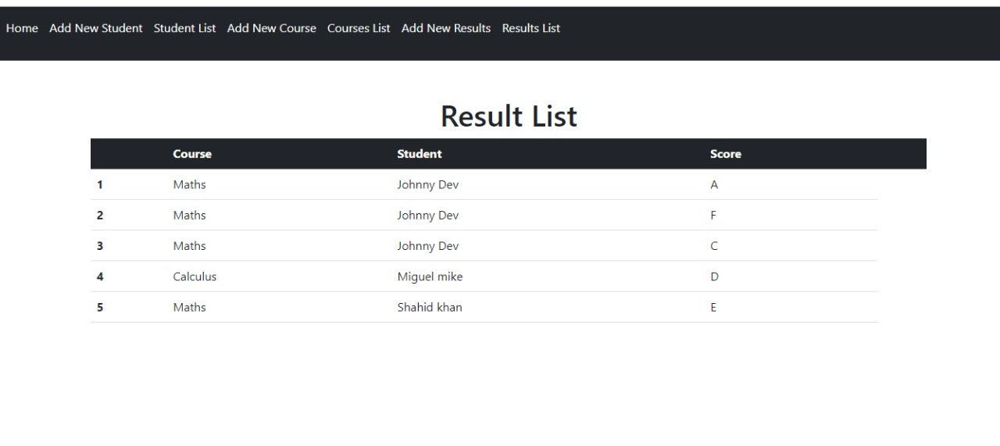 Home Add New Student Student List Add New Course Courses List Add New Results Results List
Result List
Course Student Score
1 Maths Johnny Dev A
2 Maths Johnny Dev F
3 Maths Johnny Dev C
4 Calculus Miguel mike D
5 Maths Shahid khan E